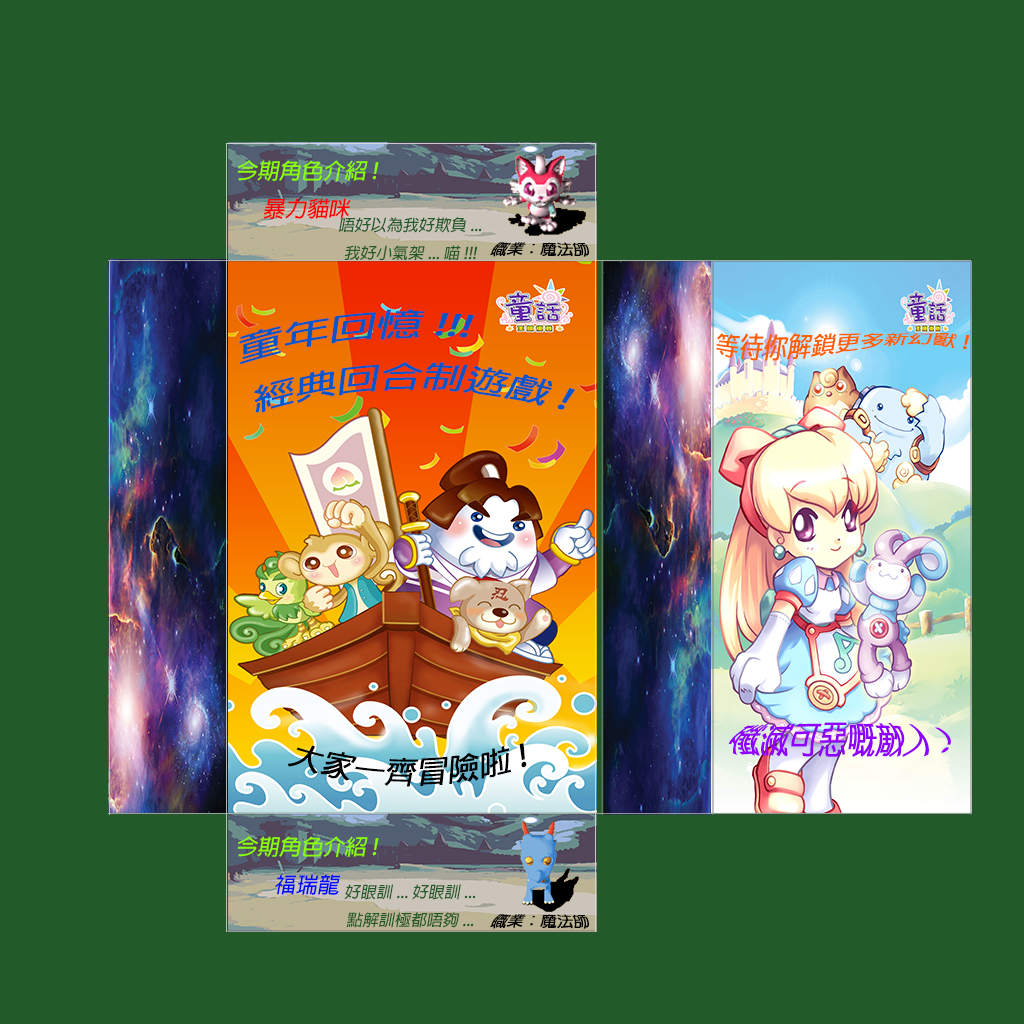 今期角色介紹！
暴力貓咪
唔好以為我好欺負 ...
我好小氣架 ... 喵 !!!
職業：魔法師
童話
童年回憶 !!!
經典回合制遊戲！
大家一齊冒險啦！
童話
等待你解鎖更多新幻獸！
殲滅可惡嘅敵人
今期角色介紹！
福瑞龍
好眼訓 ... 好眼訓 ...
點解訓極都唔夠 ...
職業：魔法師